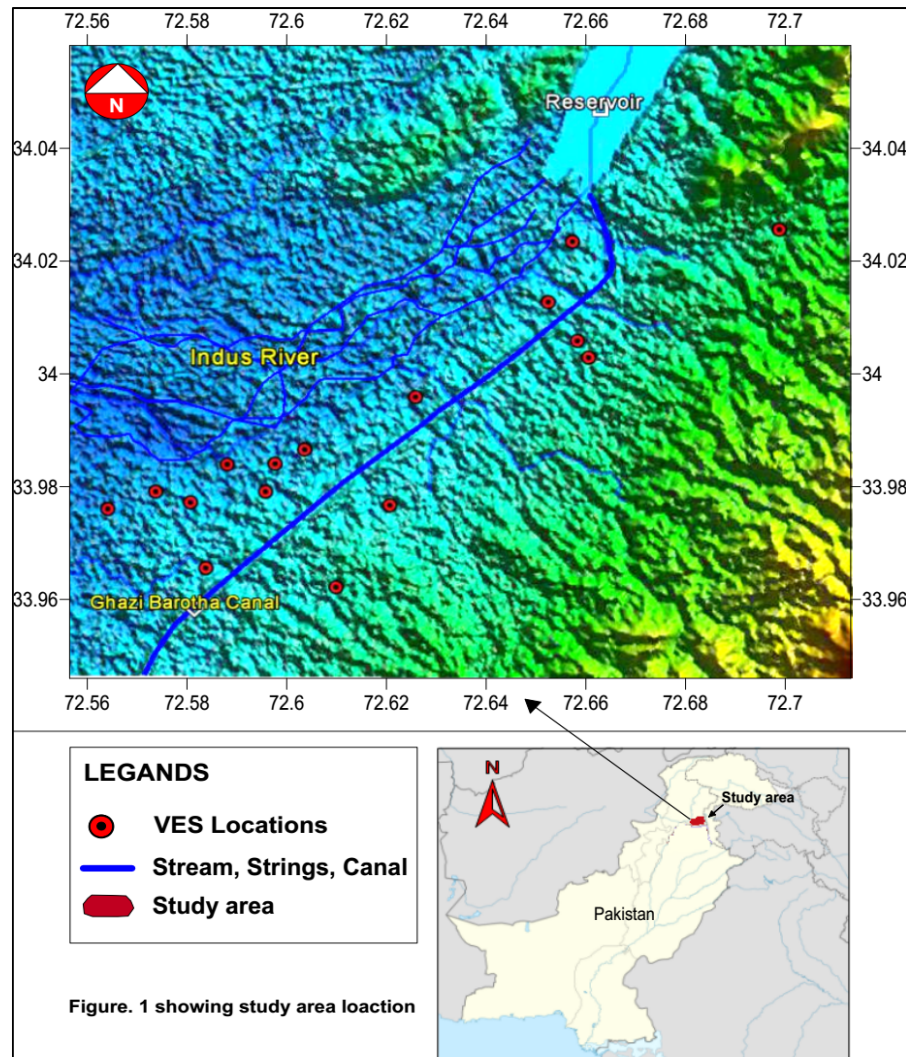 72.56 72.58 72.6 72.62 72.64 72.66 72.68 72.7
N
Reservoir
34.04 34.04
34.02 34.02
Indus River
34 34
33.98 33.98
33.96 33.96
Ghazi Barotha Canal
72.56 72.58 72.6 72.62 72.64 72.66 72.68 72.7
LEGANDS
VES Locations
Stream, Strings, Canal
Study area
Figure. 1 showing study area loaction
N
Study area
Pakistan